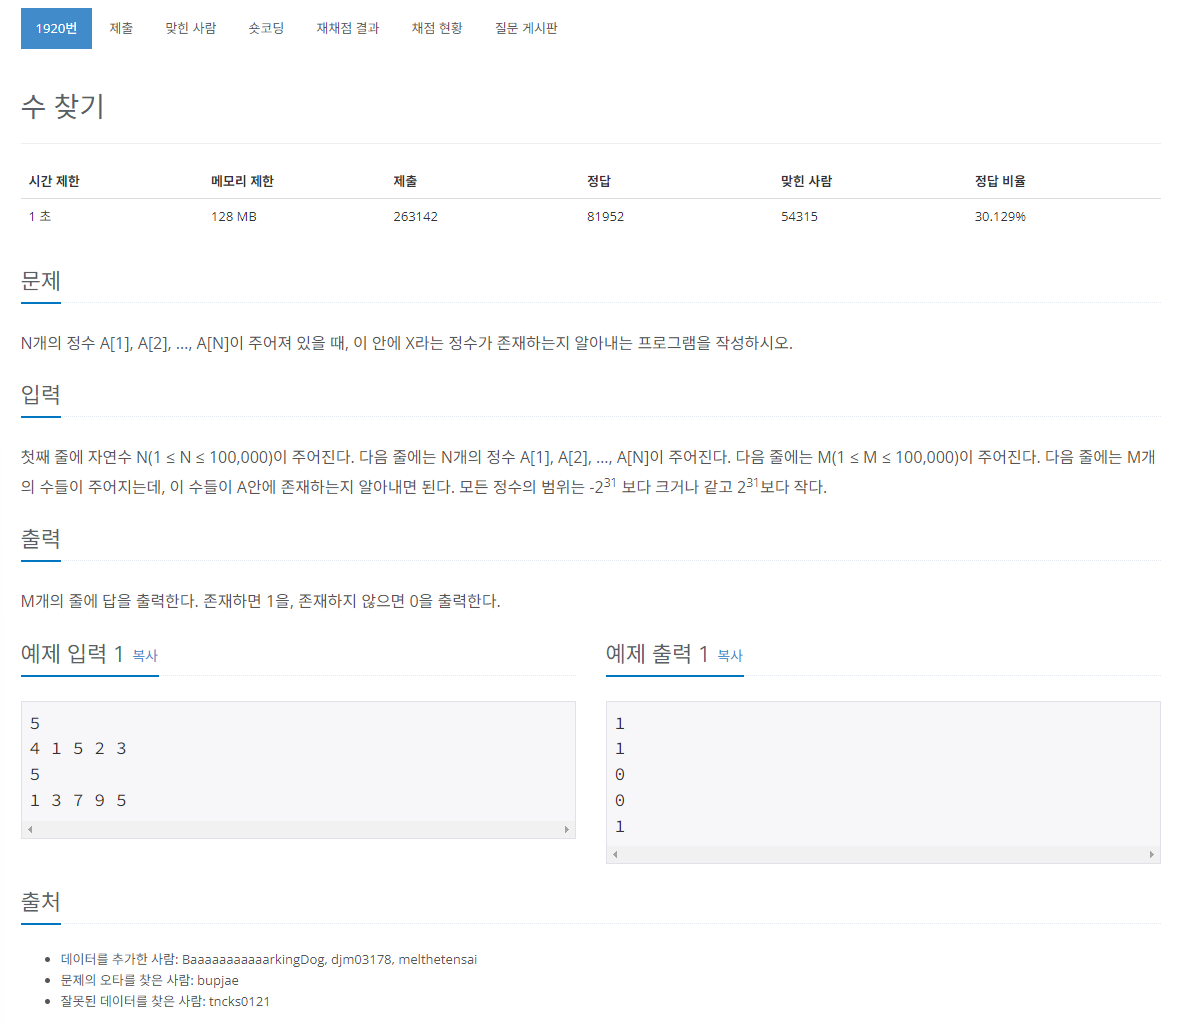 1920번 제출 맞힌 사람 숏코딩 재채점 결과 채점 현황 질문 게시판
수 찾기
시간 제한 메모리 제한 제출 정답 맞힌 사람 정답 비율
1 초 128 MB 263142 81952 54315 30.129%
문제
N개의 정수 A[1], A[2], …, A[N]이 주어져 있을 때, 이 안에 X라는 정수가 존재하는지 알아내는 프로그램을 작성하시오.
입력
첫째 줄에 자연수 N(1 ≤ N ≤ 100,000)이 주어진다. 다음 줄에는 N개의 정수 A[1], A[2], …, A[N]이 주어진다. 다음 줄에는 M(1 ≤ M ≤ 100,000)이 주어진다. 다음 줄에는 M개
의 수들이 주어지는데, 이 수들이 A안에 존재하는지 알아내면 된다. 모든 정수의 범위는 -2^31 보다 크거나 같고 2^31보다 작다.
출력
M개의 줄에 답을 출력한다. 존재하면 1을, 존재하지 않으면 0을 출력한다.
예제 입력 1 복사
5
4 1 5 2 3
5
1 3 7 9 5
예제 출력 1 복사
1
1
0
0
1
출처
데이터를 추가한 사람: BaaaaaaaaaaarkingDog, djm03178, melthetensai
문제의 오타를 찾은 사람: bupjae
잘못된 데이터를 찾은 사람: tncks0121